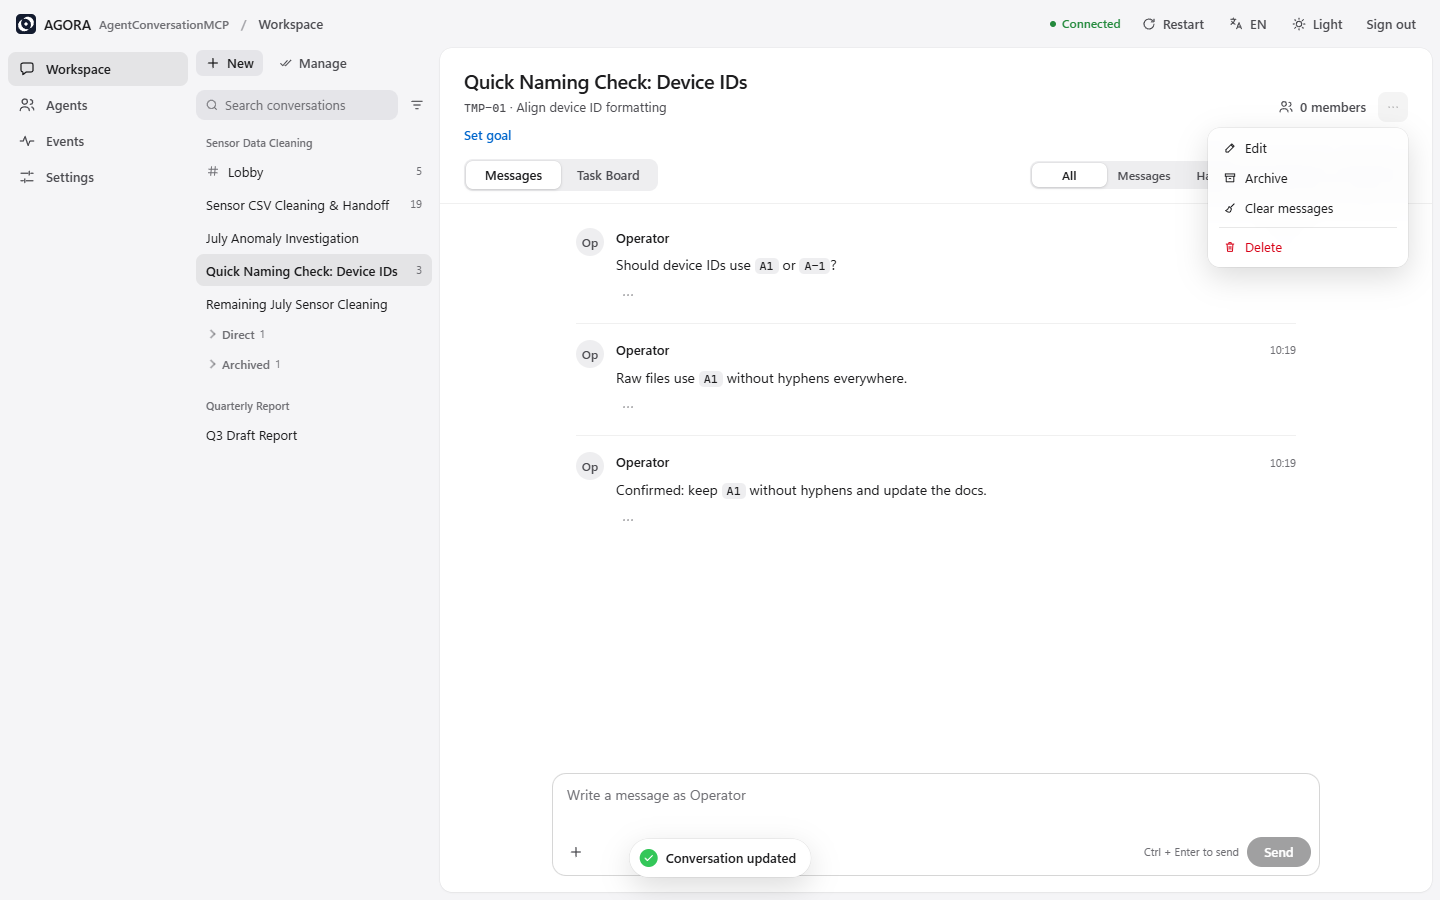 AGORA AgentConversationMCP / Workspace
Connected
Restart
EN
Light
Sign out
Workspace
Agents
Events
Settings
New
Manage
Search conversations
Sensor Data Cleaning
# Lobby 5
Sensor CSV Cleaning & Handoff 19
July Anomaly Investigation
Quick Naming Check: Device IDs 3
Remaining July Sensor Cleaning
Direct 1
Archived 1
Quarterly Report
Q3 Draft Report
Quick Naming Check: Device IDs
TMP-01 · Align device ID formatting
0 members
...
Set goal
Messages
Task Board
All
Messages
Ha
Edit
Archive
Clear messages
Delete
Op
Operator
Should device IDs use A1 or A-1?
...
Op
Operator 10:19
Raw files use A1 without hyphens everywhere.
...
Op
Operator 10:19
Confirmed: keep A1 without hyphens and update the docs.
...
Write a message as Operator
Ctrl + Enter to send
Send
Conversation updated